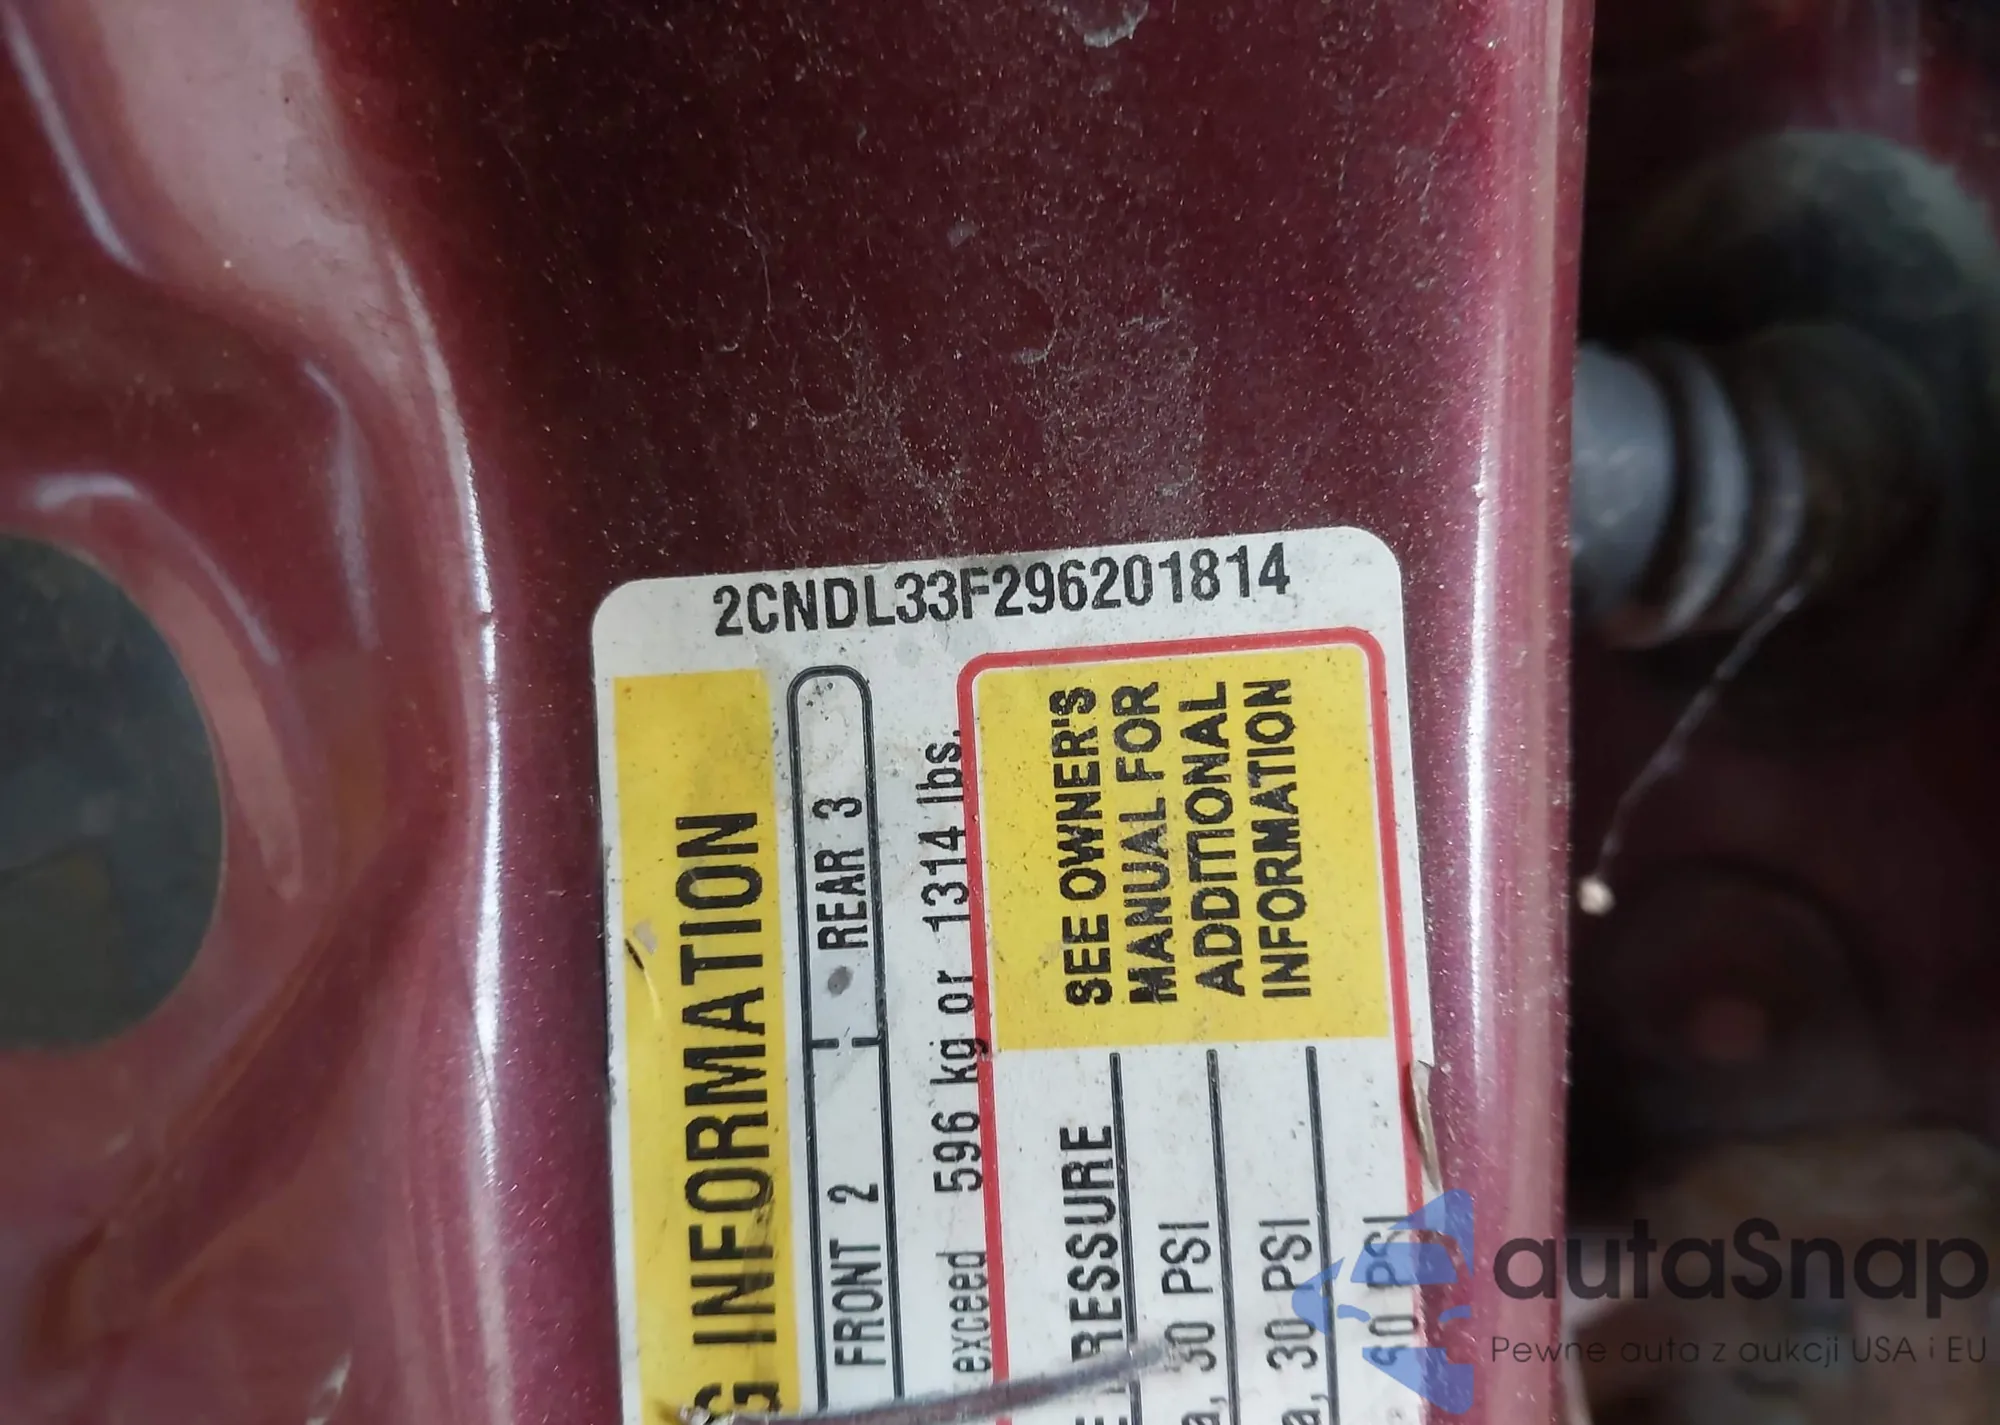 2CNDL33F296201814
G INFORMATION
FRONT 2 REAR 3
exceed 596 kg or 1314 lbs.
SEE OWNER'S
MANUAL FOR
ADDITIONAL
INFORMATION
RESSURE
a, 30 PSI
a, 30 PSI
PSI
autaSnap
Pewne auta z aukcji USA i EU